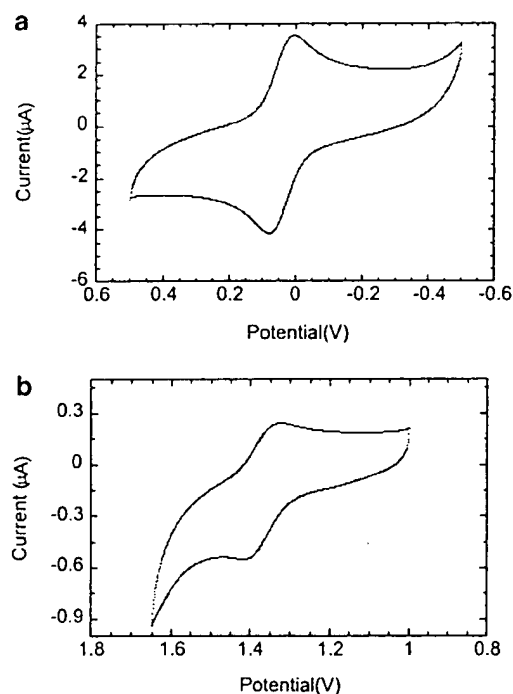 a
4
2
0
-2
-4
-6
Current(μA)
0.6 0.4 0.2 0 -0.2 -0.4 -0.6
Potential(V)
b
0.3
0
-0.3
-0.6
-0.9
Current (μA)
1.8 1.6 1.4 1.2 1 0.8
Potential(V)